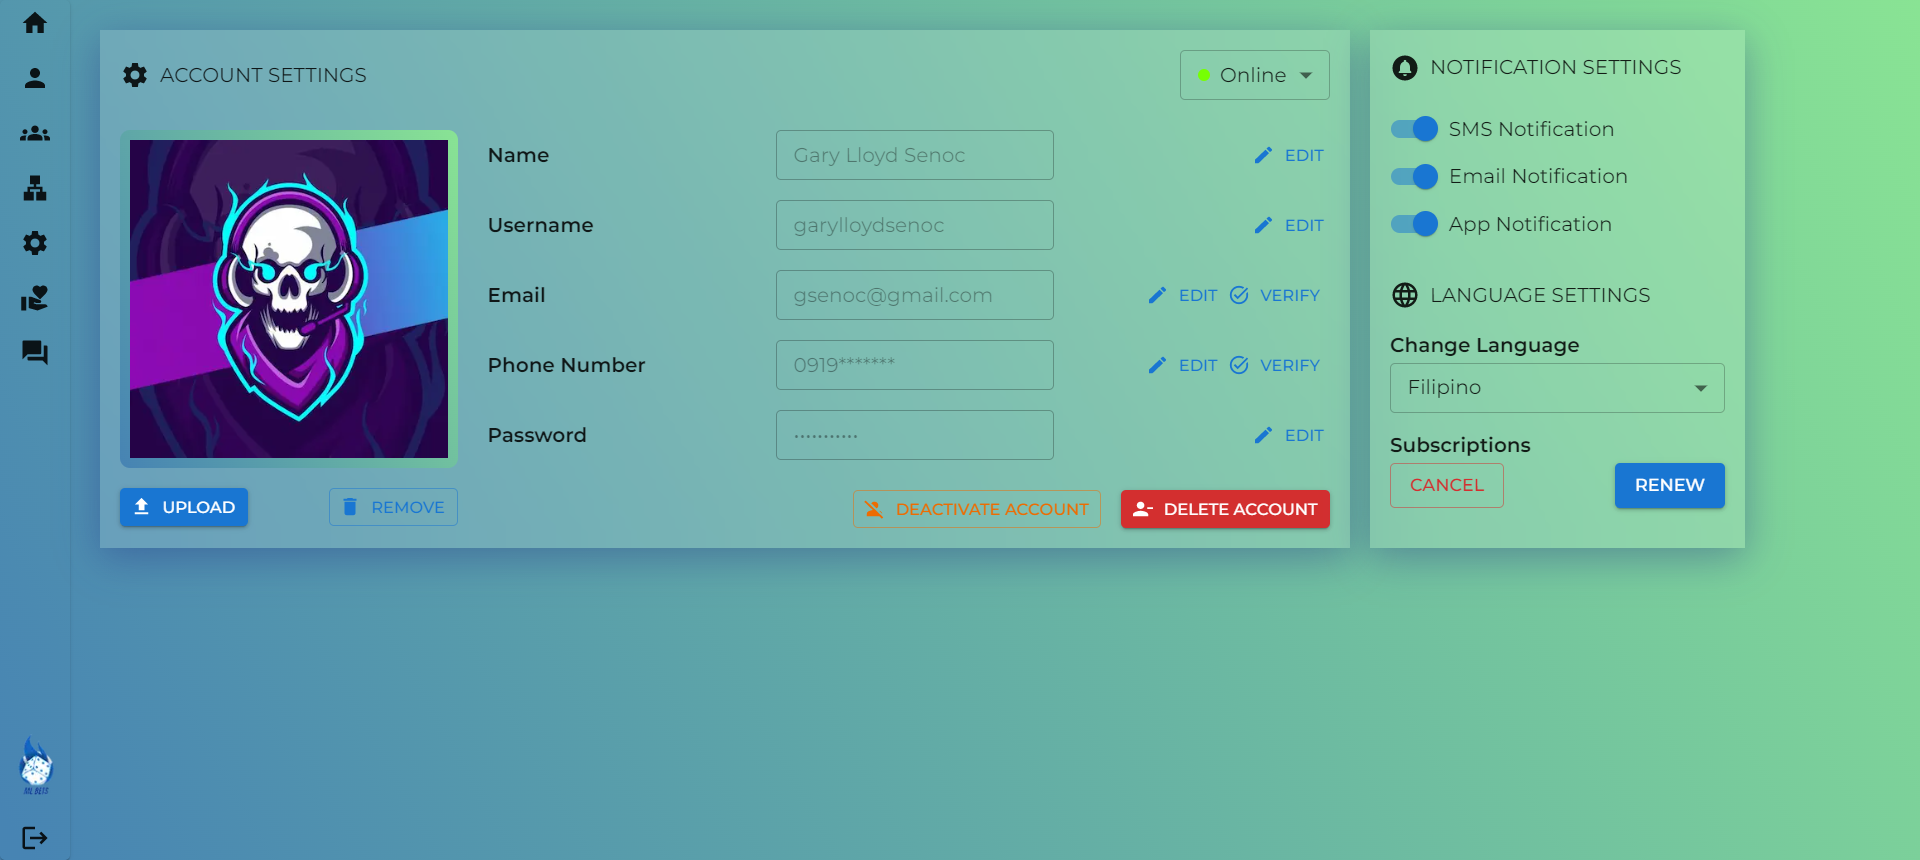 ACCOUNT SETTINGS
Online
Name
Gary Lloyd Senoc
EDIT
Username
garylloydsenoc
EDIT
Email
gsenoc@gmail.com
EDIT
VERIFY
Phone Number
0919*******
EDIT
VERIFY
Password
•••••••••••
EDIT
UPLOAD
REMOVE
DEACTIVATE ACCOUNT
DELETE ACCOUNT
NOTIFICATION SETTINGS
SMS Notification
Email Notification
App Notification
LANGUAGE SETTINGS
Change Language
Filipino
Subscriptions
CANCEL
RENEW
ML BETS